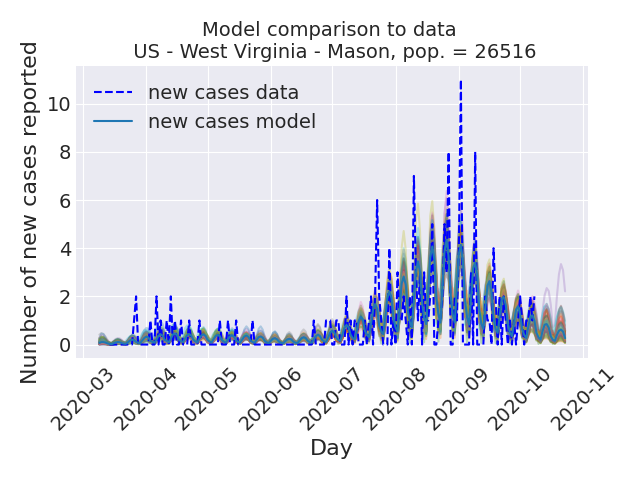 Model comparison to data
US - West Virginia - Mason, pop. = 26516
Number of new cases reported
new cases data
new cases model
10
8
6
4
2
0
2020-03
2020-04
2020-05
2020-06
2020-07
2020-08
2020-09
2020-10
2020-11
Day